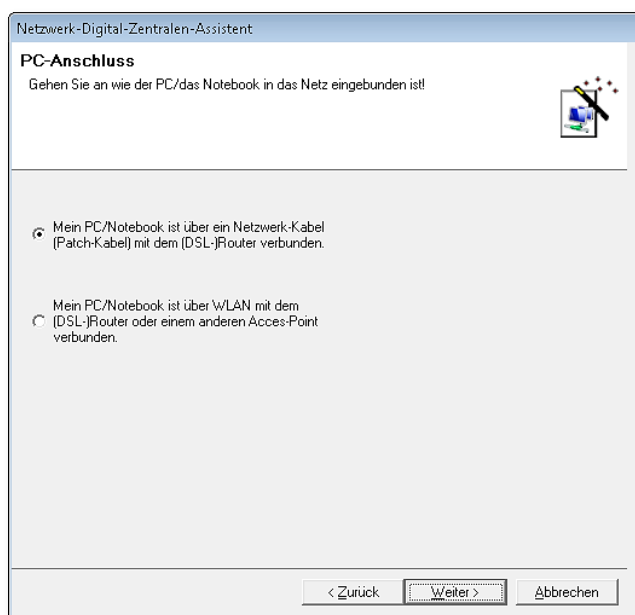 Netzwerk-Digital-Zentralen-Assistent
PC-Anschluss
Gehen Sie an wie der PC/das Notebook in das Netz eingebunden ist!
Mein PC/Notebook ist über ein Netzwerk-Kabel
(Patch-Kabel) mit dem (DSL-)Router verbunden.
Mein PC/Notebook ist über WLAN mit dem
(DSL-)Router oder einem anderen Acces-Point
verbunden.
< Zurück
Weiter >
Abbrechen